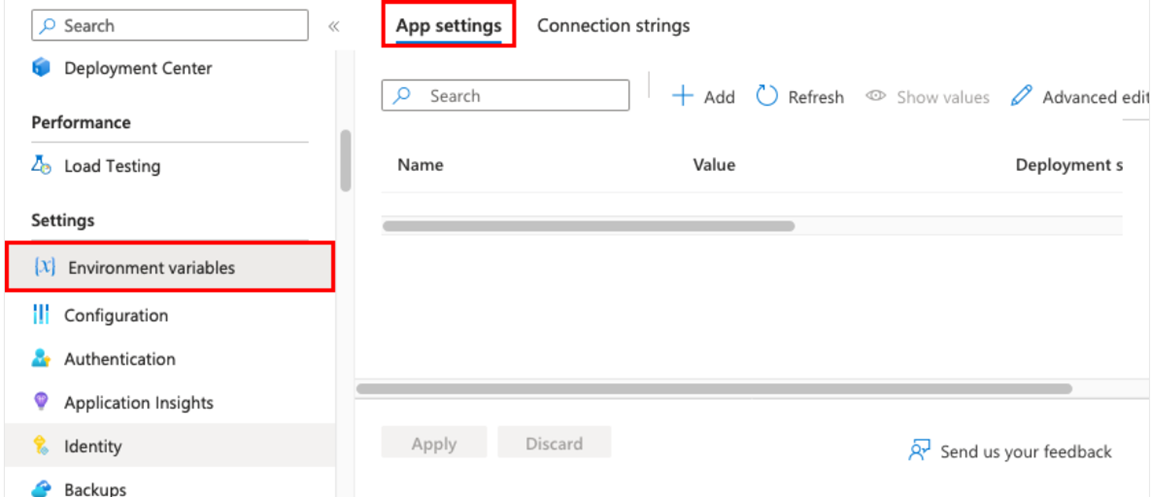 Search
«
Deployment Center
Performance
Load Testing
Settings
{x} Environment variables
Configuration
Authentication
Application Insights
Identity
Backups
App settings Connection strings
Search
Add Refresh Show values Advanced edit
Name Value Deployment s
Apply Discard
Send us your feedback